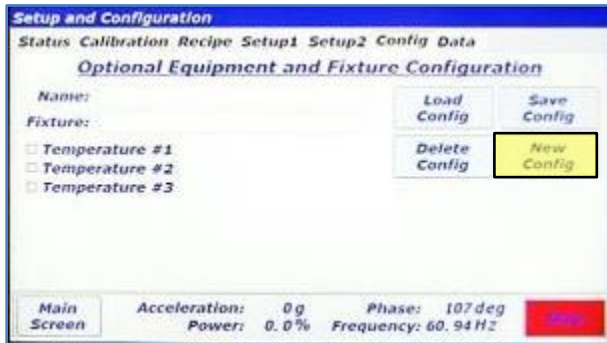 Setup and Configuration
Status Calibration Recipe Setup1 Setup2 Config Data
Optional Equipment and Fixture Configuration
Name:
Load Config
Save Config
Fixture:
Temperature #1
Temperature #2
Temperature #3
Delete Config
New Config
Main Screen
Acceleration: 0 g
Phase: 107 deg
Power: 0.0%
Frequency: 60.94 Hz